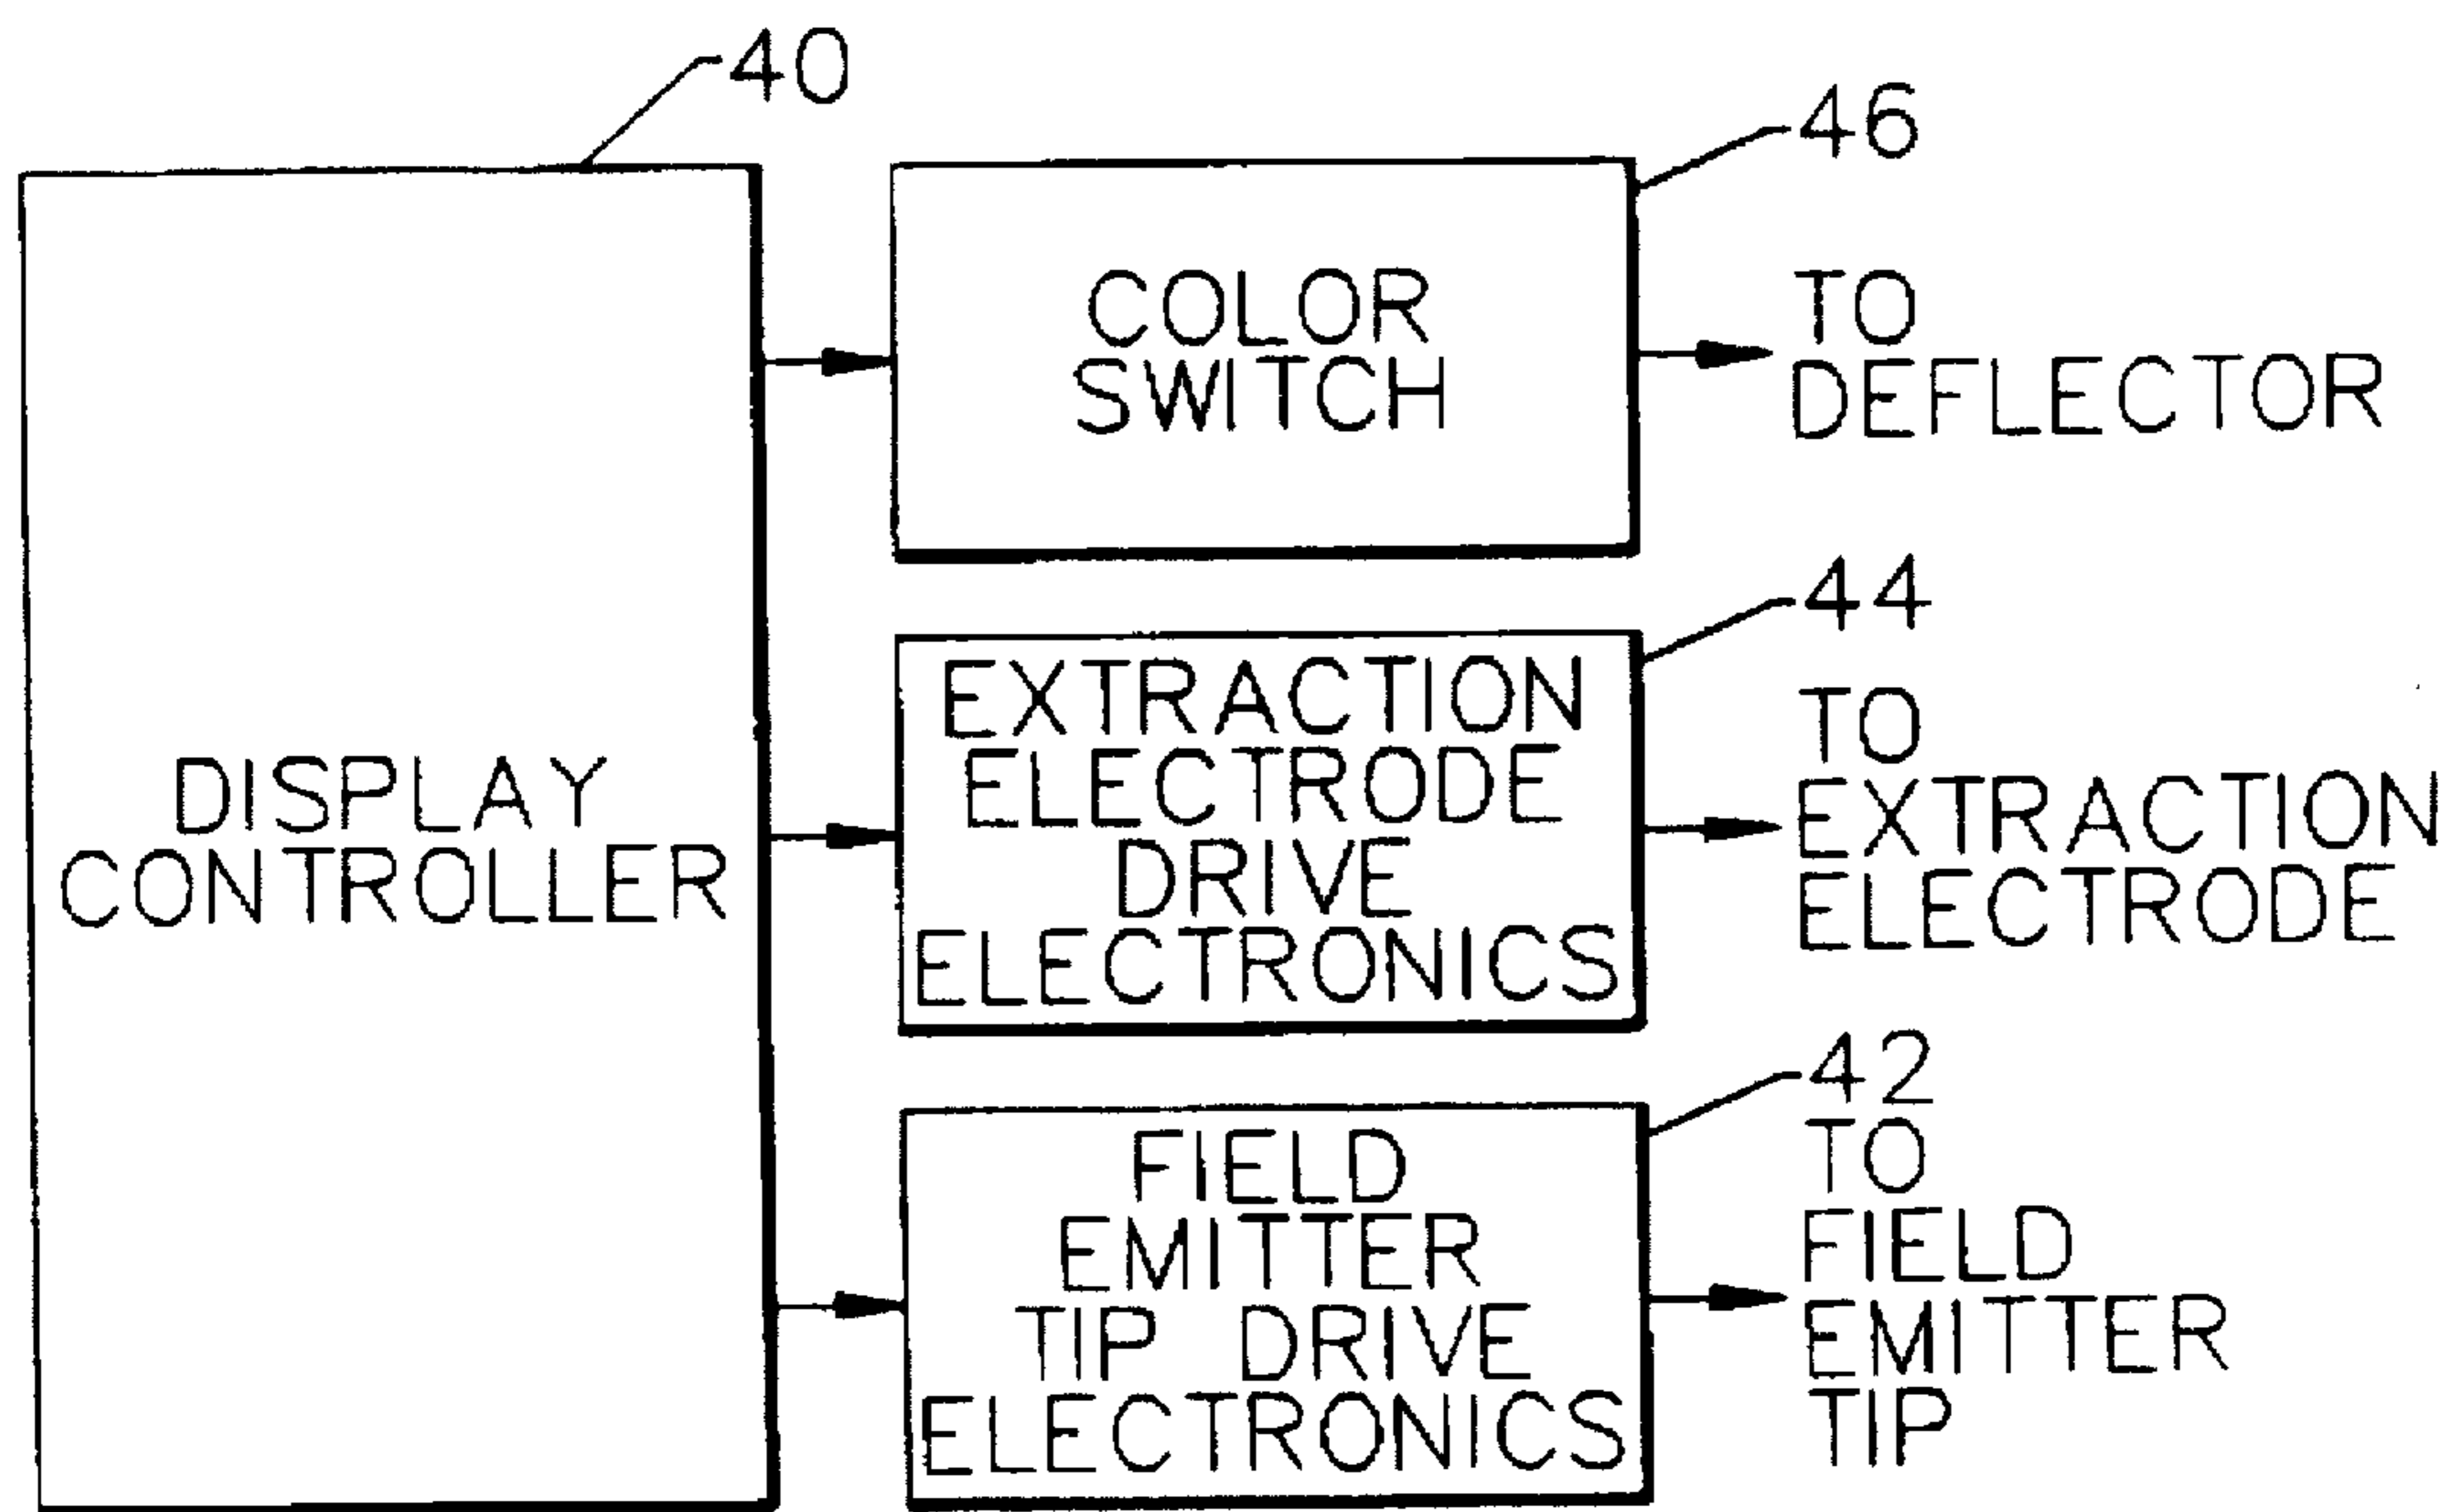 40
46
COLOR
SWITCH
TO
DEFLECTOR
44
EXTRACTION
ELECTRODE
DRIVE
ELECTRONICS
TO
EXTRACTION
ELECTRODE
DISPLAY
CONTROLLER
42
FIELD
EMITTER
TIP DRIVE
ELECTRONICS
TO
FIELD
EMITTER
TIP